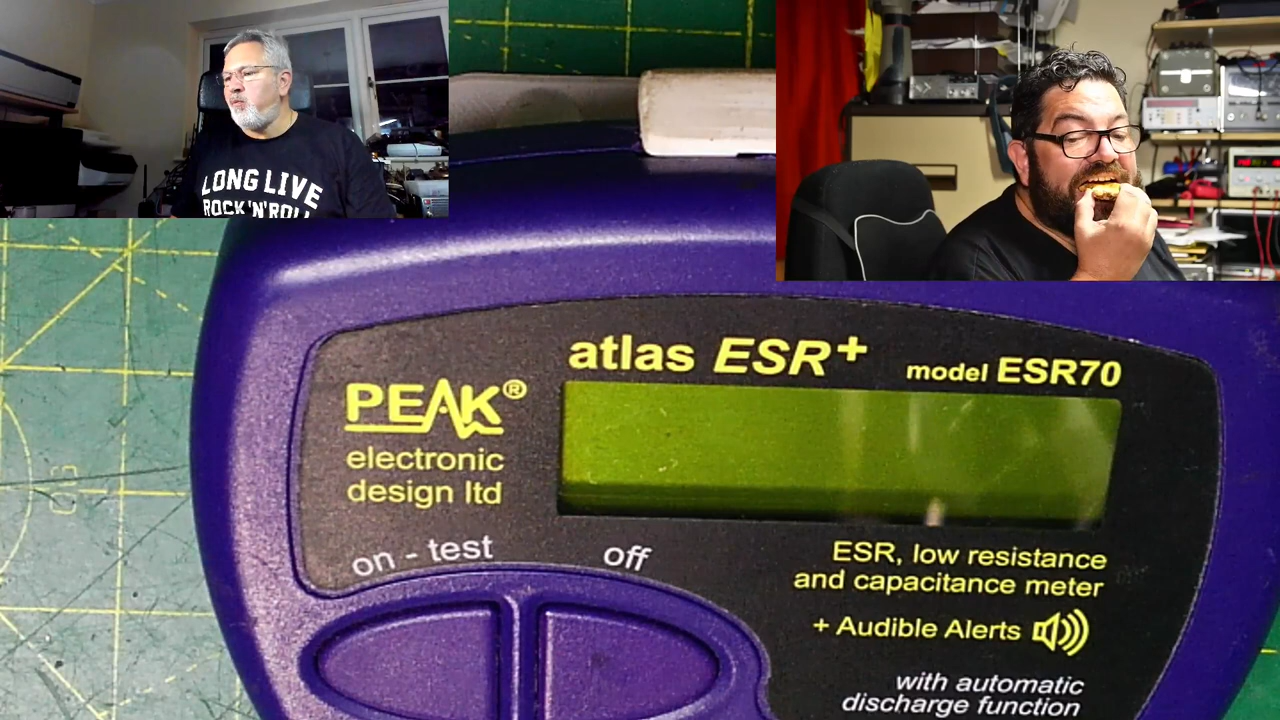 LONG LIVE
ROCK'N'ROLL
atlas ESR+ model ESR70
PEAK®
electronic
design ltd
on - test off
ESR, low resistance
and capacitance meter
+ Audible Alerts
with automatic
discharge function